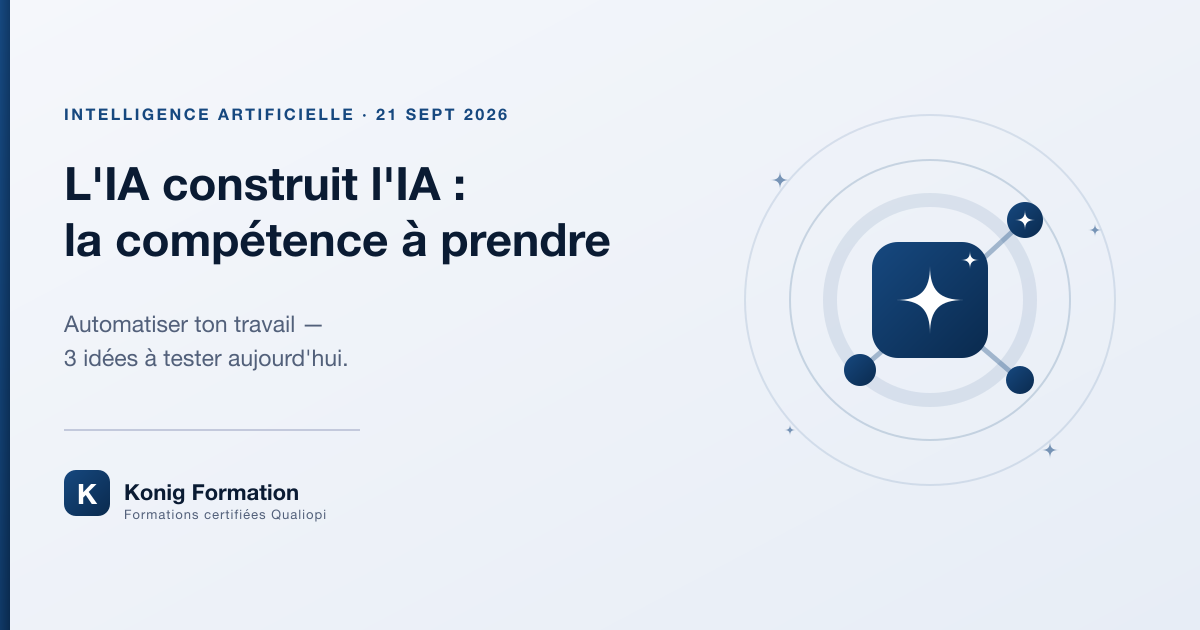 INTELLIGENCE ARTIFICIELLE · 21 SEPT 2026
L'IA construit l'IA :
la compétence à prendre
Automatiser ton travail —
3 idées à tester aujourd'hui.
K
Konig Formation
Formations certifiées Qualiopi